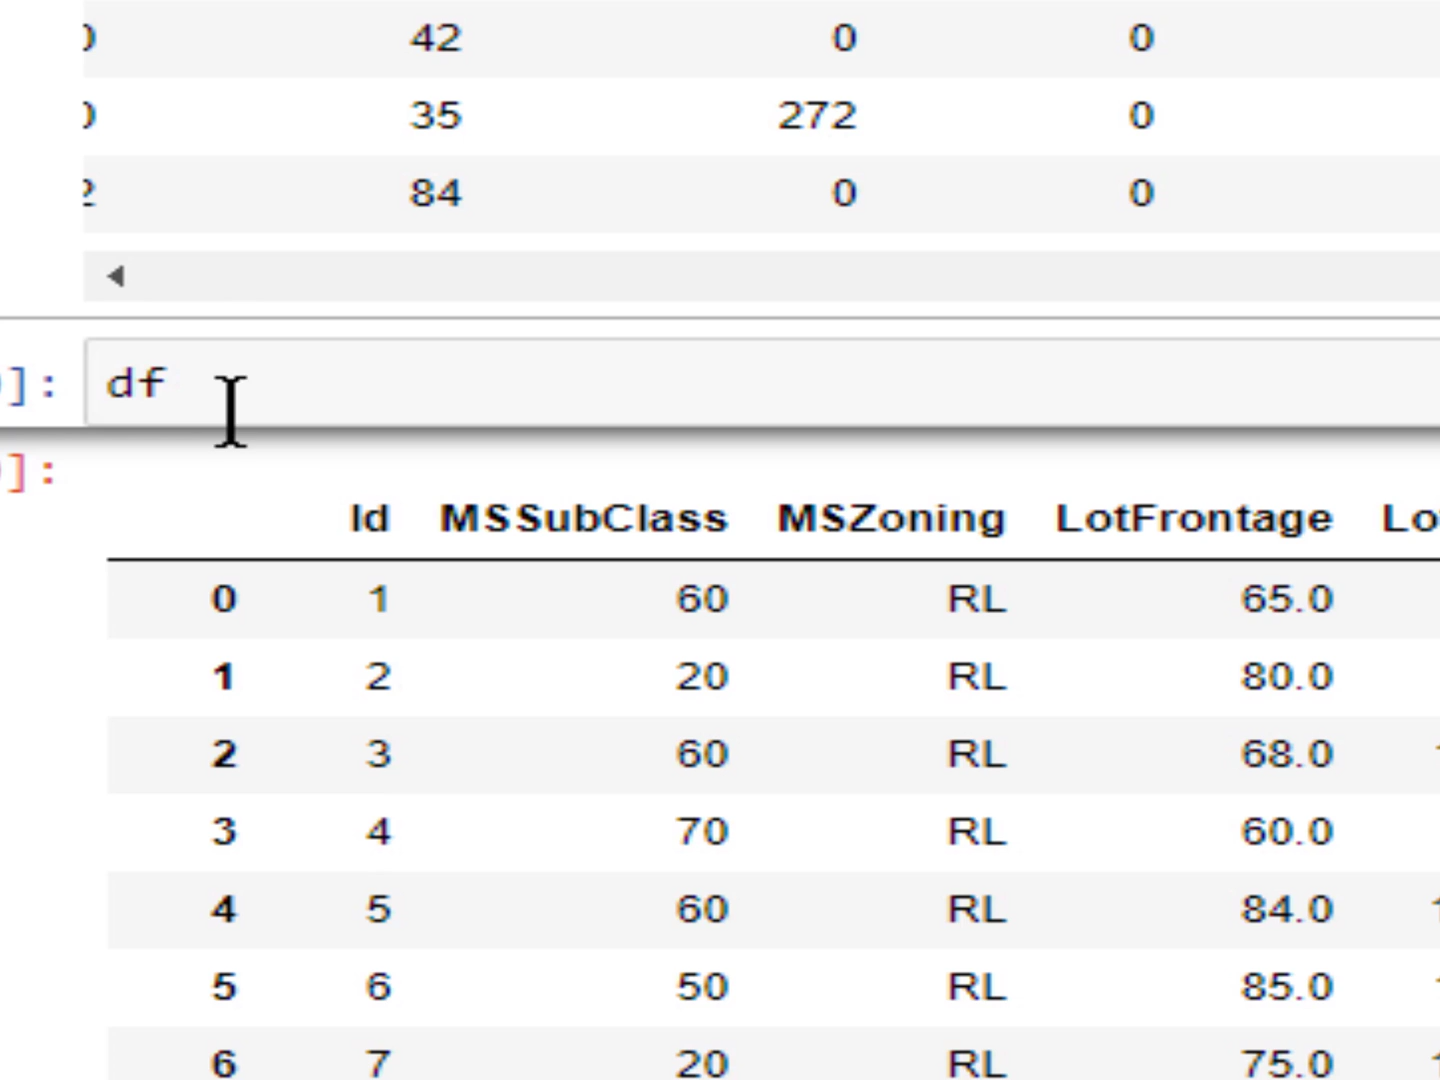 42 0 0
35 272 0
2 84 0 0
]: df
]:
Id MSSubClass MSZoning LotFrontage Lo
0 1 60 RL 65.0
1 2 20 RL 80.0
2 3 60 RL 68.0
3 4 70 RL 60.0
4 5 60 RL 84.0
5 6 50 RL 85.0
6 7 20 RL 75.0